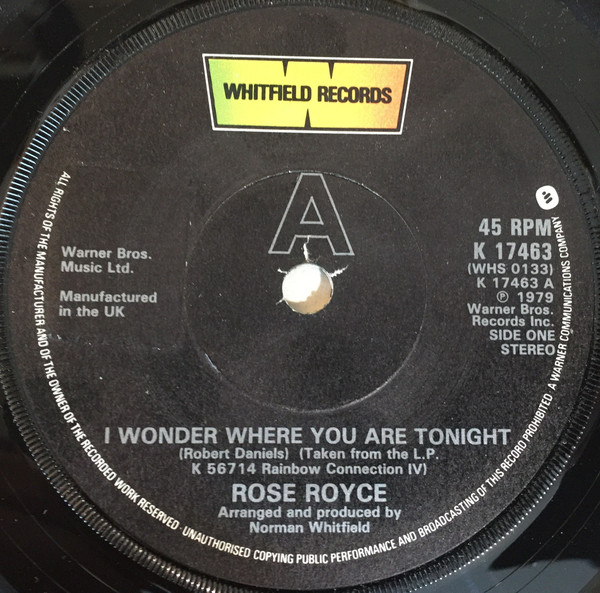 WHITFIELD RECORDS
A
45 RPM
K 17463
(WHS 0133)
K 17463 A
℗ 1979
Warner Bros.
Records Inc.
SIDE ONE
STEREO
Warner Bros.
Music Ltd.
Manufactured
in the UK
I WONDER WHERE YOU ARE TONIGHT
(Robert Daniels) (Taken from the L.P.
K 56714 Rainbow Connection IV)
ROSE ROYCE
Arranged and produced by
Norman Whitfield
ALL RIGHTS OF THE MANUFACTURER AND OF THE OWNER OF THE RECORDED WORK RESERVED · UNAUTHORISED COPYING PUBLIC PERFORMANCE AND BROADCASTING OF THIS RECORD PROHIBITED · A WARNER COMMUNICATIONS COMPANY